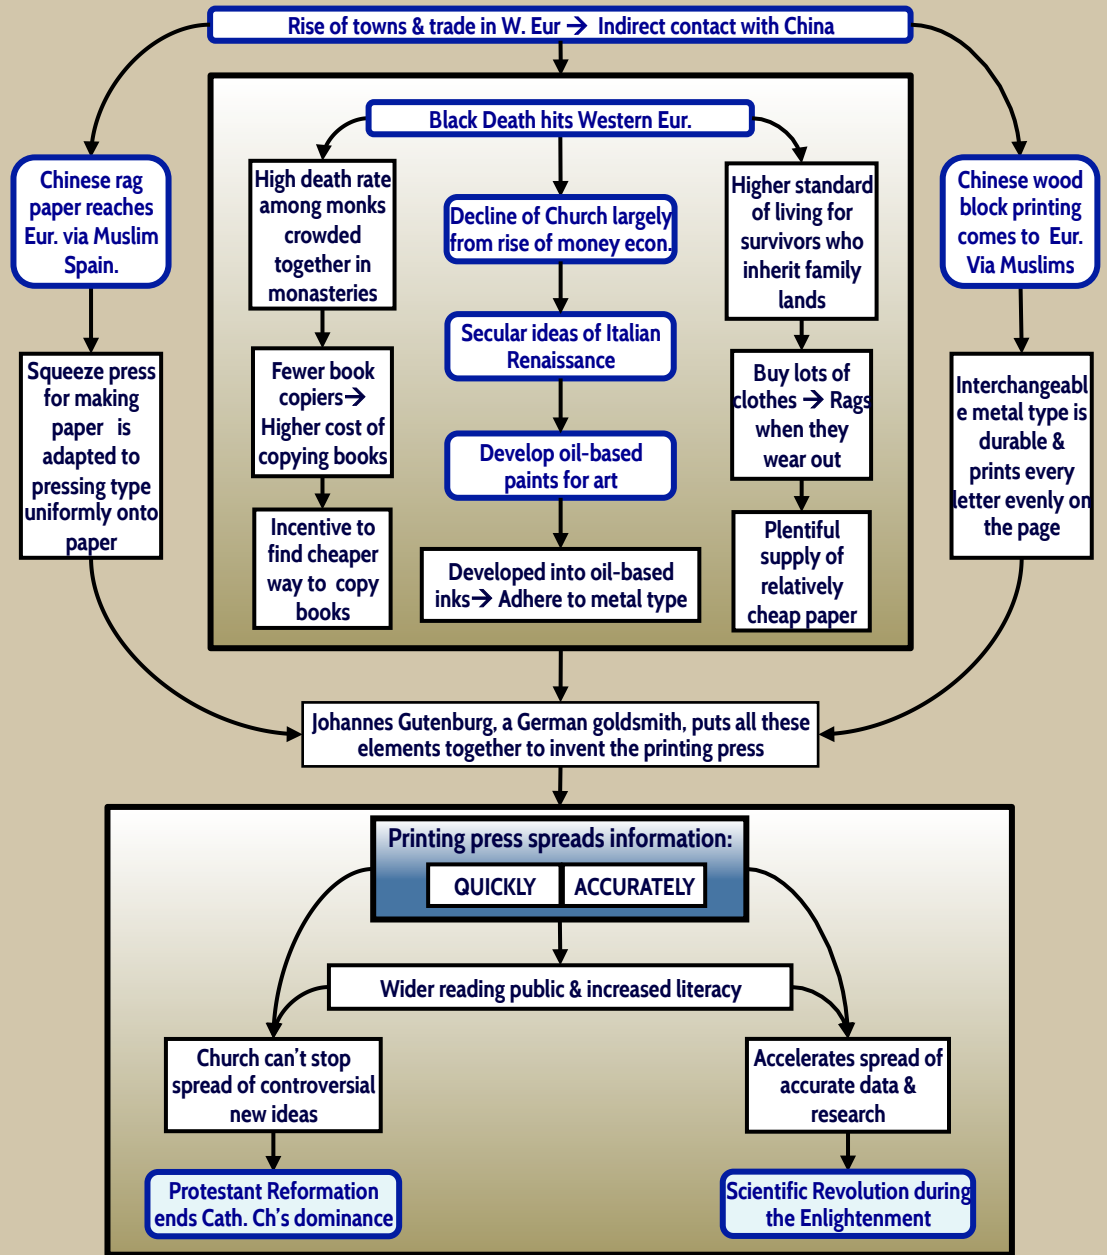 Rise of towns & trade in W. Eur → Indirect contact with China
Black Death hits Western Eur.
Chinese rag
paper reaches
Eur. via Muslim
Spain.
High death rate
among monks
crowded
together in
monasteries
Decline of Church largely
from rise of money econ.
Higher standard
of living for
survivors who
inherit family
lands
Chinese wood
block printing
comes to Eur.
Via Muslims
Squeeze press
for making
paper is
adapted to
pressing type
uniformly onto
paper
Fewer book
copiers→
Higher cost of
copying books
Secular ideas of Italian
Renaissance
Buy lots of
clothes → Rags
when they
wear out
Interchangeabl
e metal type is
durable &
prints every
letter evenly on
the page
Develop oil-based
paints for art
Incentive to
find cheaper
way to copy
books
Developed into oil-based
inks→ Adhere to metal type
Plentiful
supply of
relatively
cheap paper
Johannes Gutenburg, a German goldsmith, puts all these
elements together to invent the printing press
Printing press spreads information:
QUICKLY ACCURATELY
Wider reading public & increased literacy
Church can't stop
spread of controversial
new ideas
Accelerates spread of
accurate data &
research
Protestant Reformation
ends Cath. Ch's dominance
Scientific Revolution during
the Enlightenment